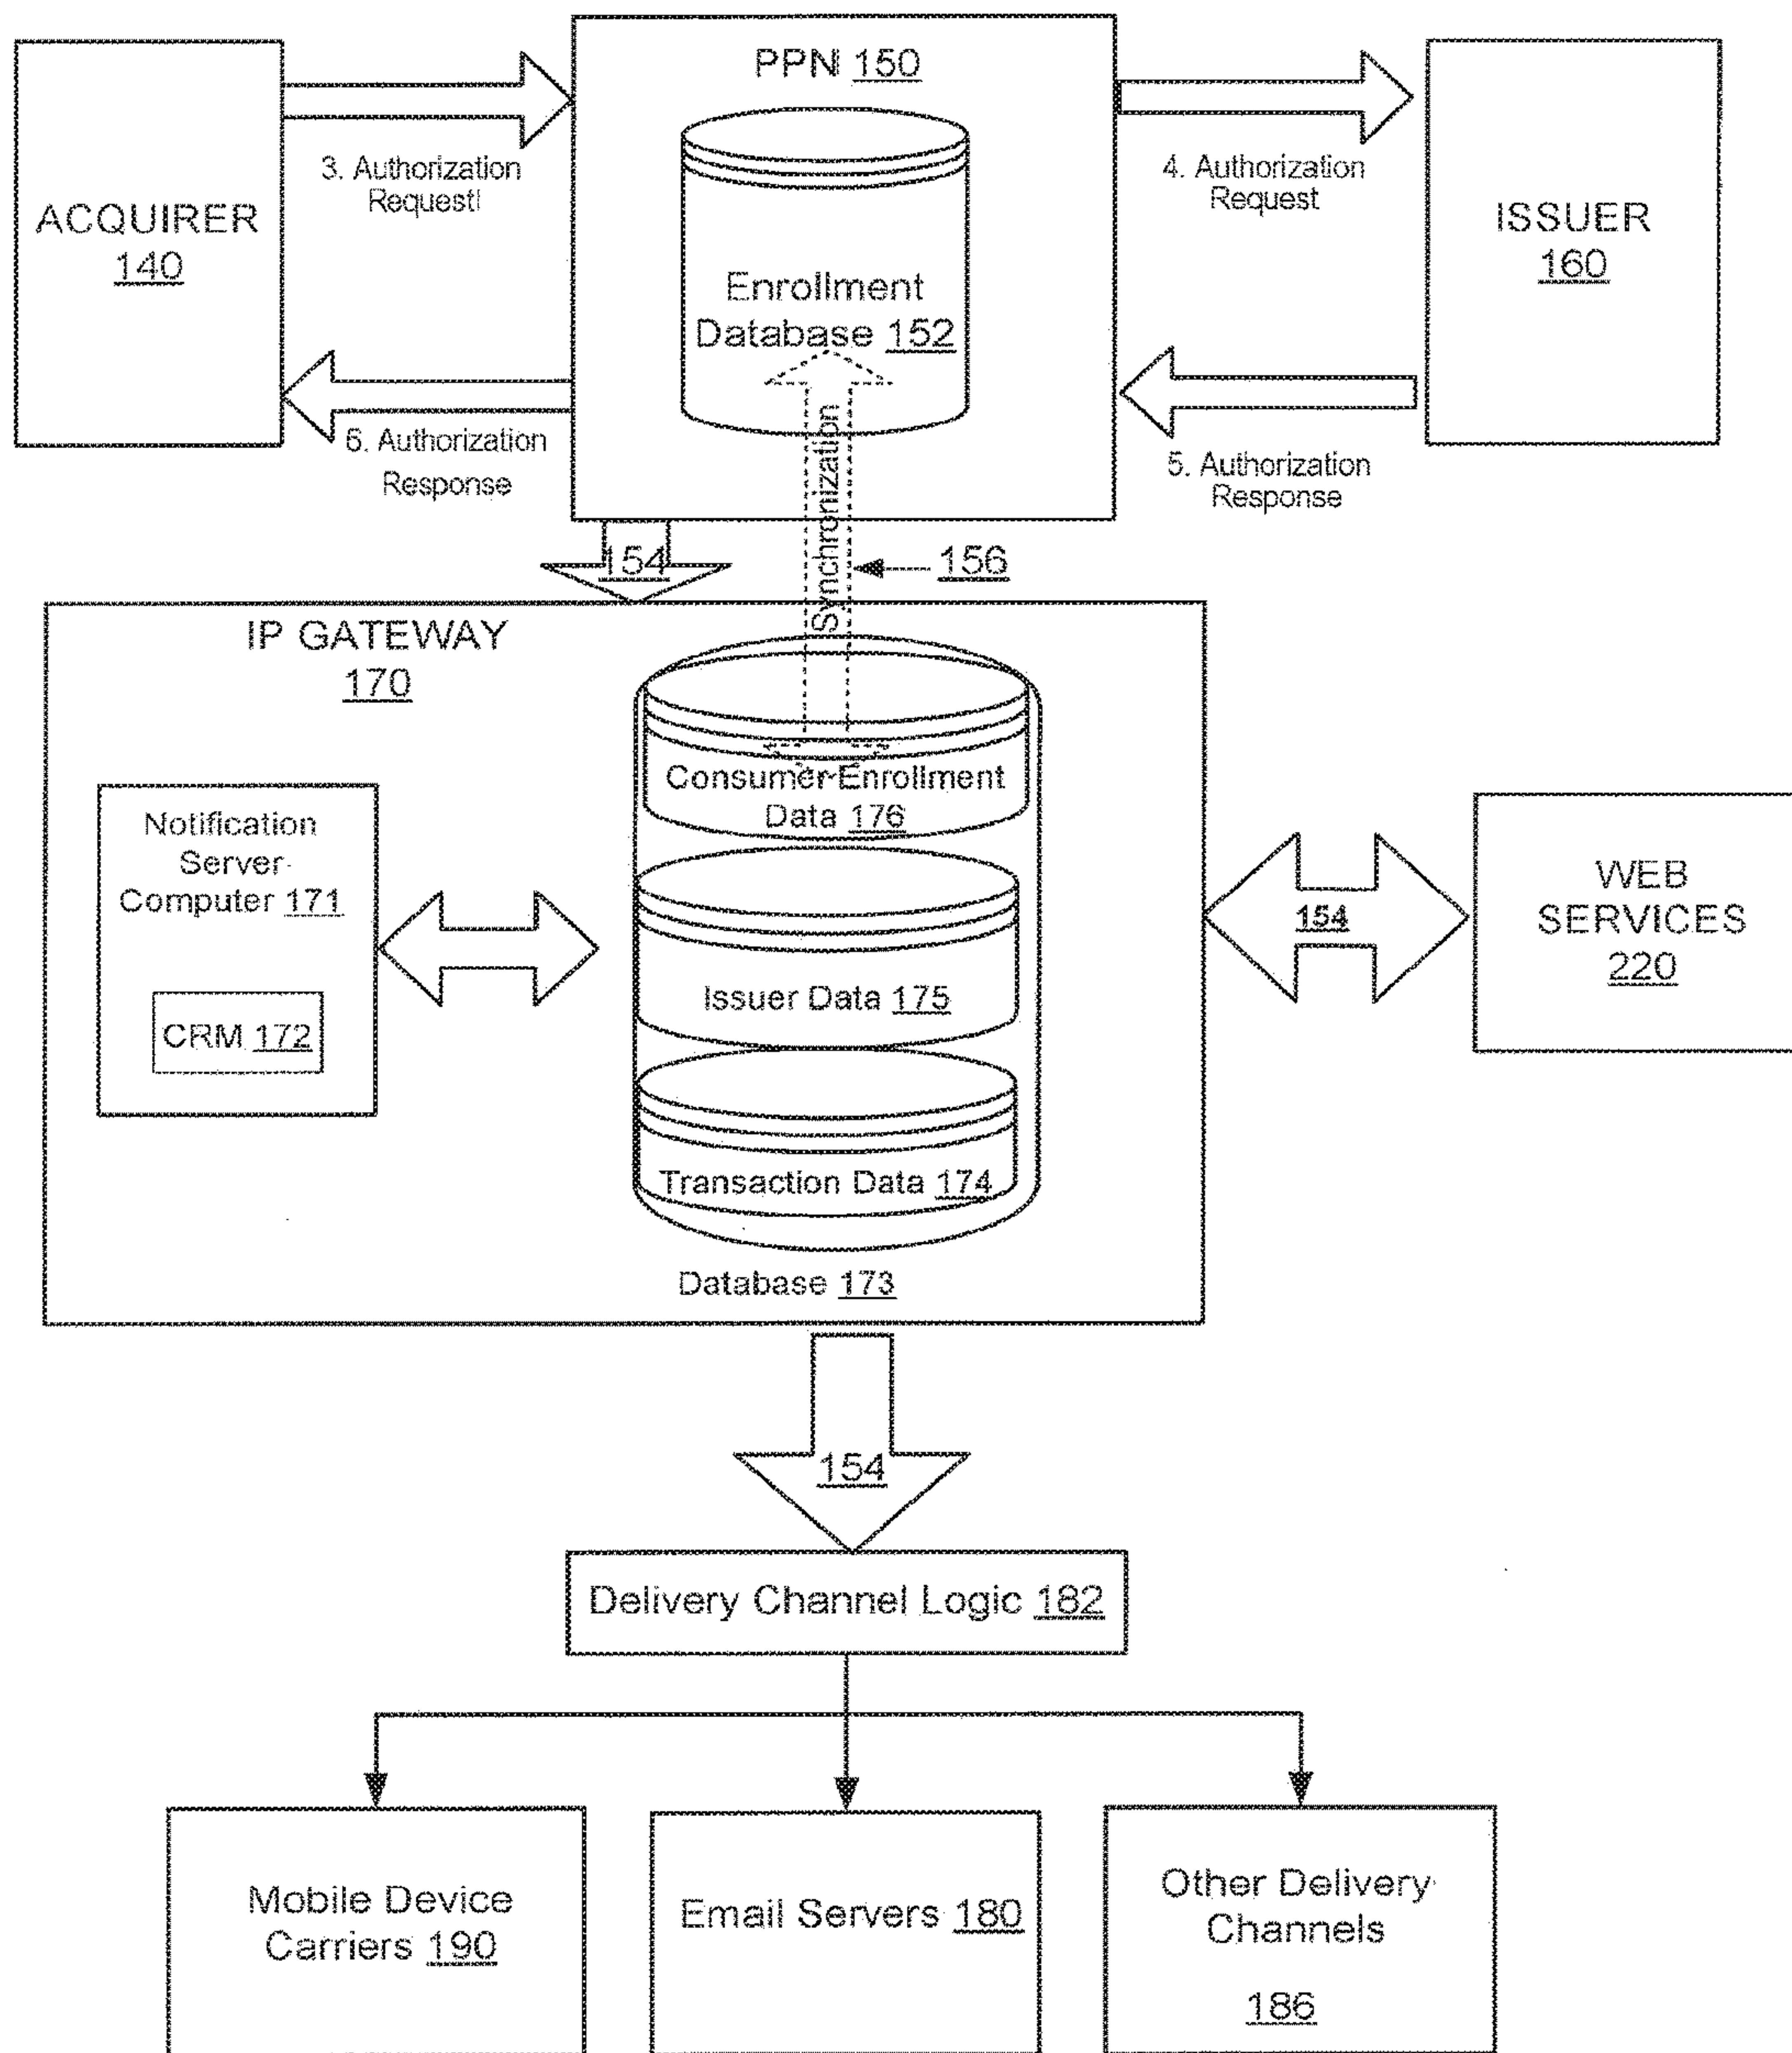 PPN 150
3. Authorization
Request
4. Authorization
Request
ACQUIRER
140
ISSUER
160
Enrollment
Database 152
6. Authorization
Response
5. Authorization
Response
Synchronization
154
156
IP GATEWAY
170
Consumer Enrollment
Data 176
Notification
Server
Computer 171
CRM 172
Issuer Data 175
Transaction Data 174
Database 173
154
WEB
SERVICES
220
154
Delivery Channel Logic 182
Mobile Device
Carriers 190
Email Servers 180
Other Delivery
Channels
186